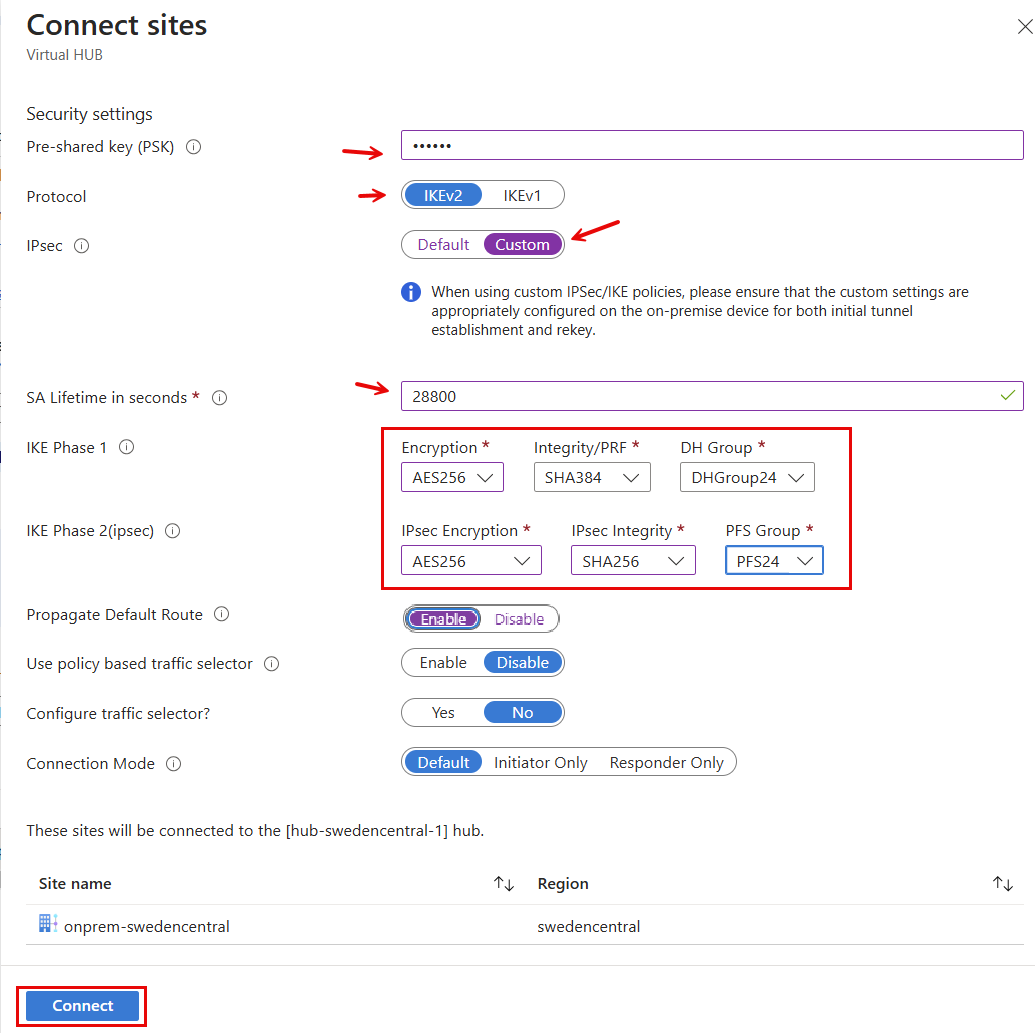 Connect sites
Virtual HUB
Security settings
Pre-shared key (PSK)
••••••
Protocol
IKEv2 IKEv1
IPsec
Default Custom
When using custom IPSec/IKE policies, please ensure that the custom settings are
appropriately configured on the on-premise device for both initial tunnel
establishment and rekey.
SA Lifetime in seconds *
28800
IKE Phase 1
Encryption * Integrity/PRF * DH Group *
AES256 SHA384 DHGroup24
IKE Phase 2(ipsec)
IPsec Encryption * IPsec Integrity * PFS Group *
AES256 SHA256 PFS24
Propagate Default Route
Enable Disable
Use policy based traffic selector
Enable Disable
Configure traffic selector?
Yes No
Connection Mode
Default Initiator Only Responder Only
These sites will be connected to the [hub-swedencentral-1] hub.
Site name Region
onprem-swedencentral swedencentral
Connect